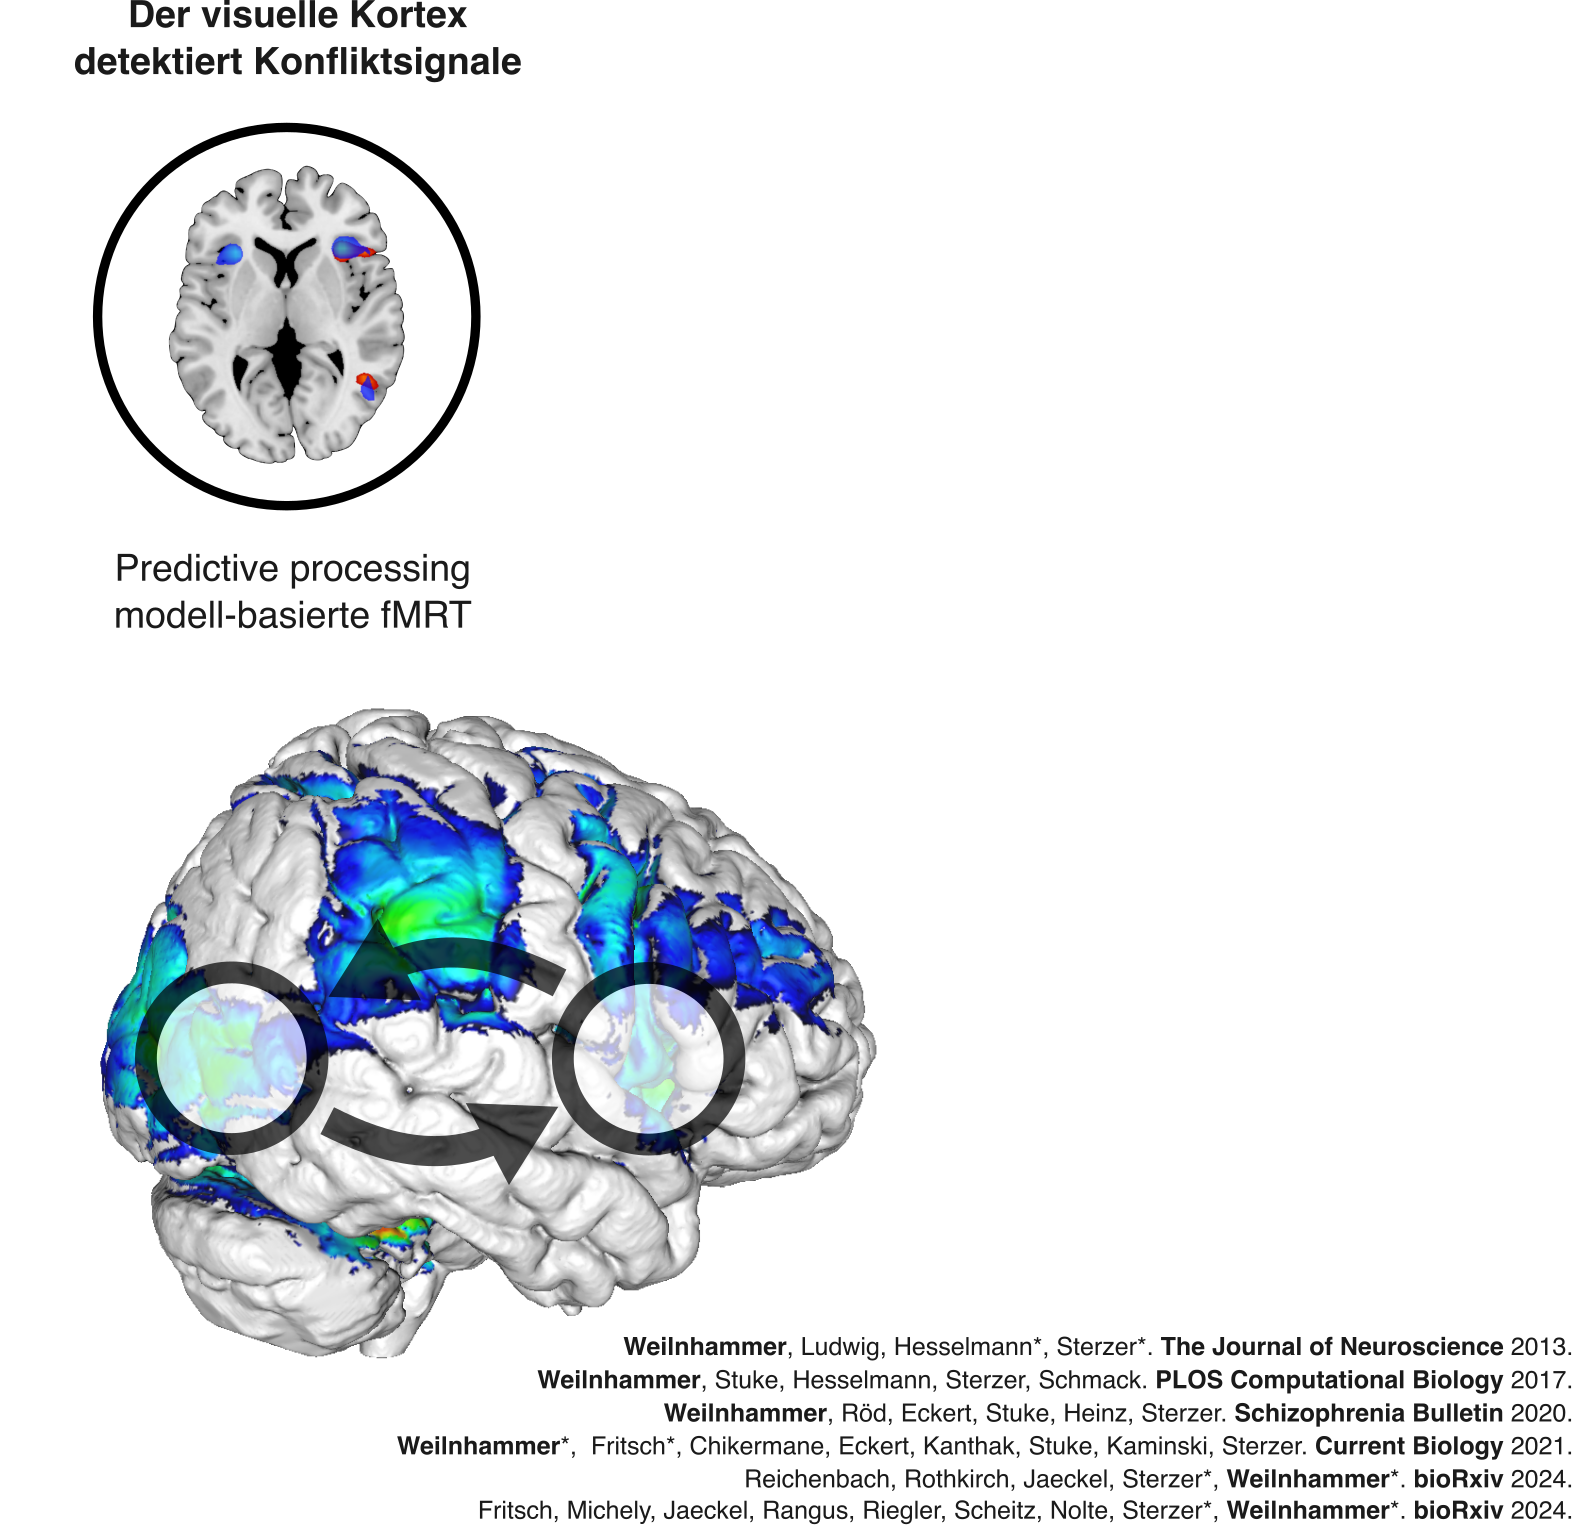 Der visuelle Kortex
detektiert Konfliktsignale
Predictive processing
modell-basierte fMRT
Weilnhammer, Ludwig, Hesselmann*, Sterzer*. The Journal of Neuroscience 2013.
Weilnhammer, Stuke, Hesselmann, Sterzer, Schmack. PLOS Computational Biology 2017.
Weilnhammer, Röd, Eckert, Stuke, Heinz, Sterzer. Schizophrenia Bulletin 2020.
Weilnhammer*, Fritsch*, Chikermane, Eckert, Kanthak, Stuke, Kaminski, Sterzer. Current Biology 2021.
Reichenbach, Rothkirch, Jaeckel, Sterzer*, Weilnhammer*. bioRxiv 2024.
Fritsch, Michely, Jaeckel, Rangus, Riegler, Scheitz, Nolte, Sterzer*, Weilnhammer*. bioRxiv 2024.